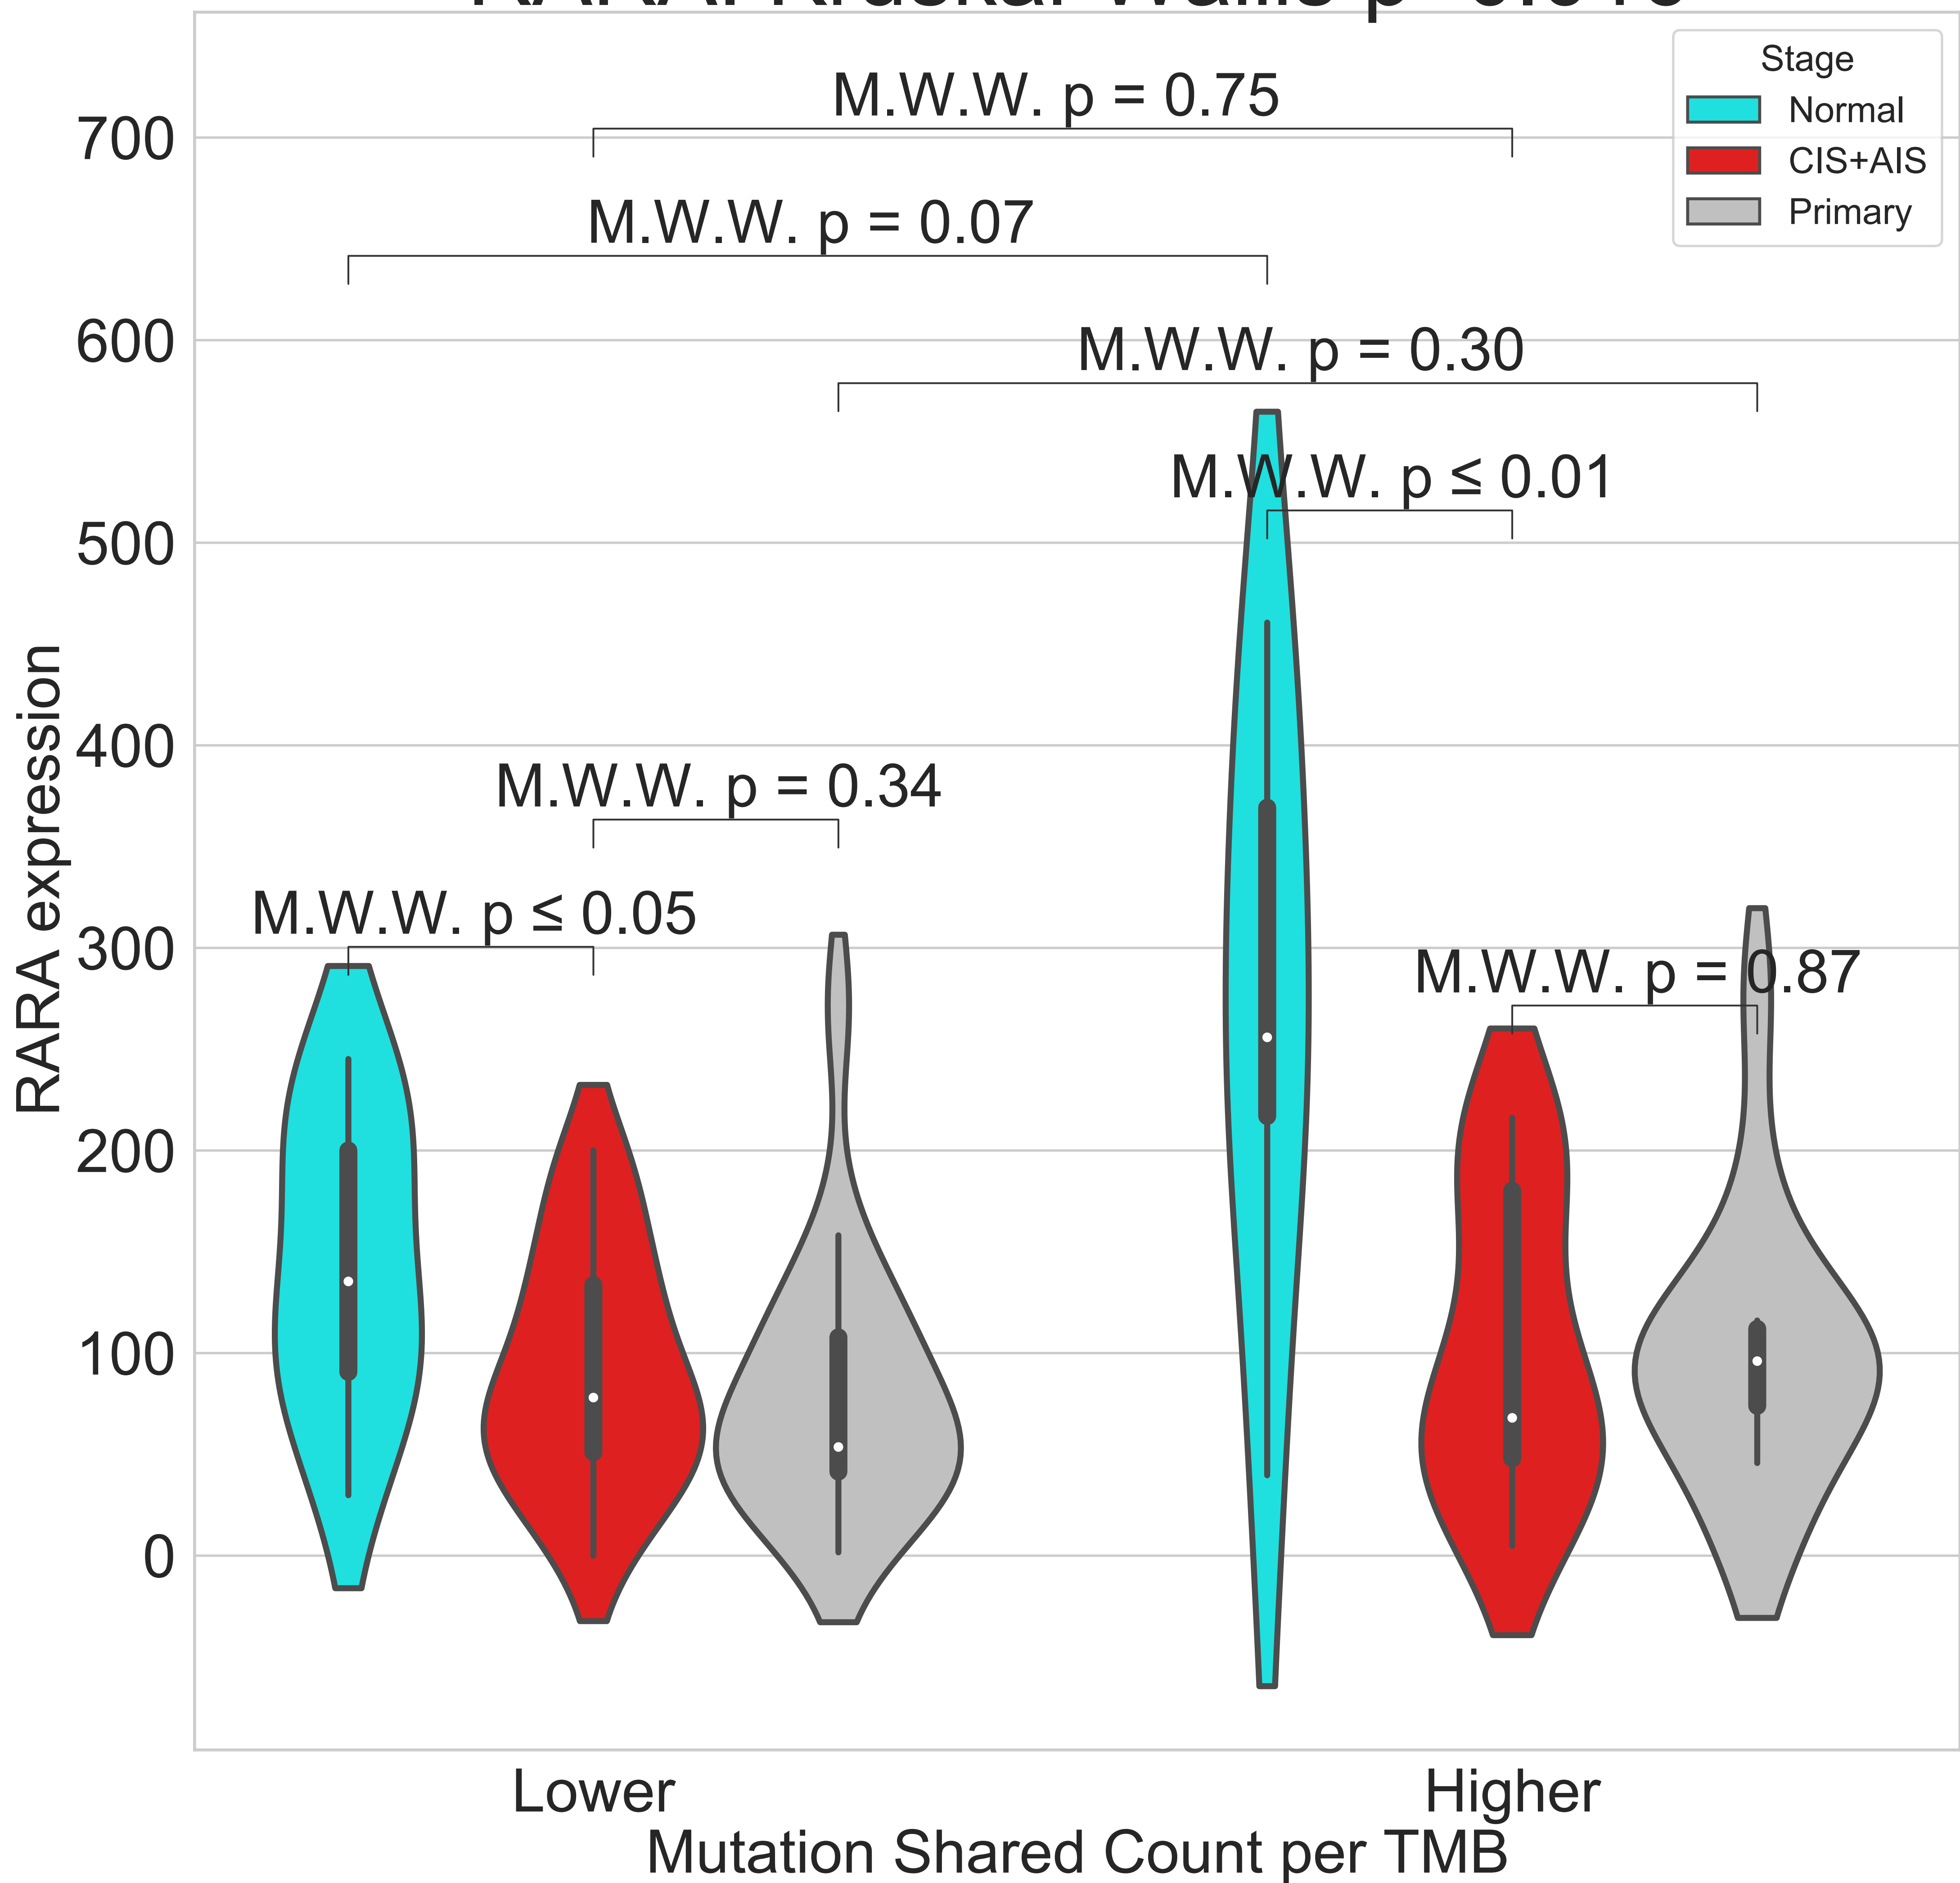 Stage
Normal
CIS+AIS
Primary
M.W.W. p = 0.75
M.W.W. p = 0.07
M.W.W. p = 0.30
M.W.W. p ≤ 0.01
M.W.W. p = 0.34
M.W.W. p ≤ 0.05
M.W.W. p = 0.87
700
600
500
400
300
200
100
0
RARA expression
Lower
Higher
Mutation Shared Count per TMB